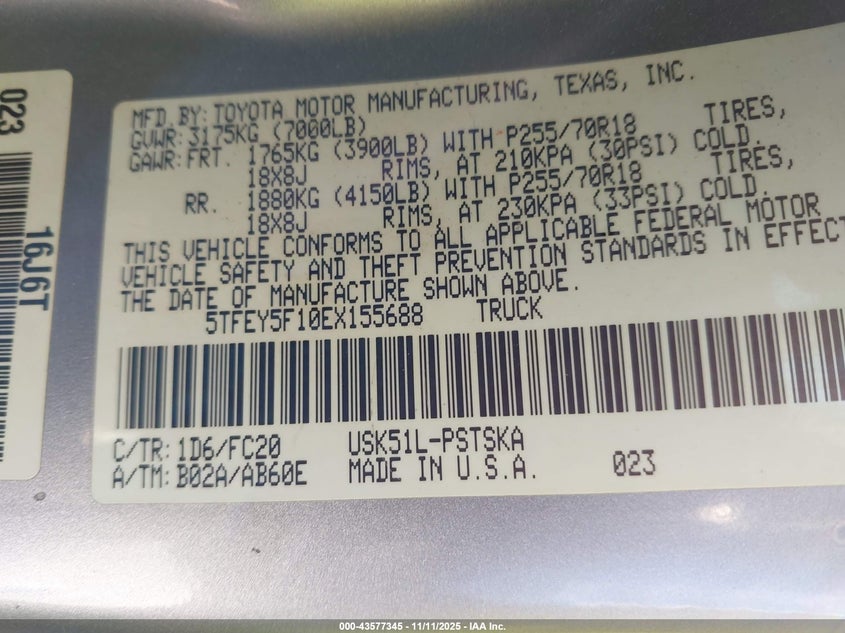 MFD.BY:TOYOTA MOTOR MANUFACTURING, TEXAS, INC.
GVWR:3175KG (7000LB)
GAWR:FRT. 1765KG (3900LB) WITH P255/70R18 TIRES,
18X8J RIMS, AT 210KPA (30PSI) COLD.
RR. 1880KG (4150LB) WITH P255/70R18 TIRES,
18X8J RIMS, AT 230KPA (33PSI) COLD.
THIS VEHICLE CONFORMS TO ALL APPLICABLE FEDERAL MOTOR
VEHICLE SAFETY AND THEFT PREVENTION STANDARDS IN EFFECT
THE DATE OF MANUFACTURE SHOWN ABOVE.
5TFEY5F10EX155688 TRUCK
C/TR: 1D6/FC20 USK51L-PSTSKA
A/TM: B02A/AB60E MADE IN U.S.A. 023
023
16J6T
000-43577345 | 11/11/2025 - IAA Inc.